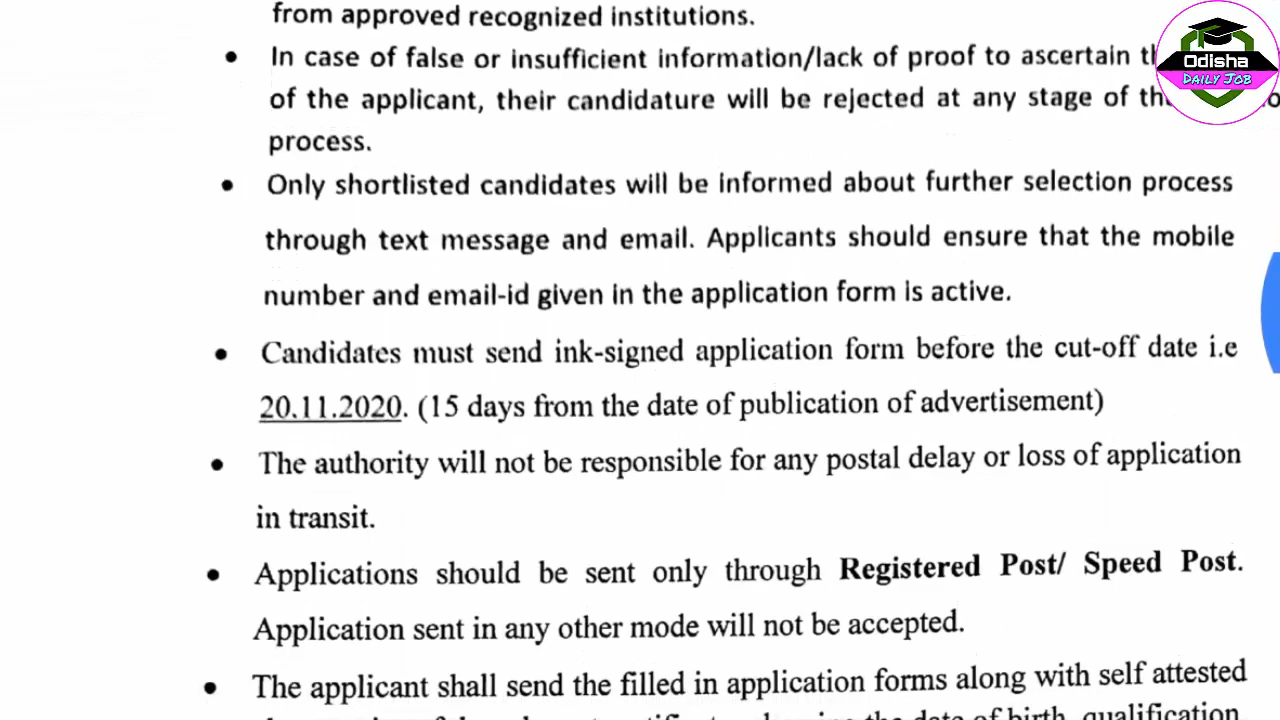 from approved recognized institutions.
• In case of false or insufficient information/lack of proof to ascertain
of the applicant, their candidature will be rejected at any stage of
process.
• Only shortlisted candidates will be informed about further selection process
through text message and email. Applicants should ensure that the mobile
number and email-id given in the application form is active.
• Candidates must send ink-signed application form before the cut-off date i.e
20.11.2020. (15 days from the date of publication of advertisement)
• The authority will not be responsible for any postal delay or loss of application
in transit.
• Applications should be sent only through Registered Post/ Speed Post.
Application sent in any other mode will not be accepted.
• The applicant shall send the filled in application forms along with self attested
the date of birth, qualification,
Odisha
DAILY JOB